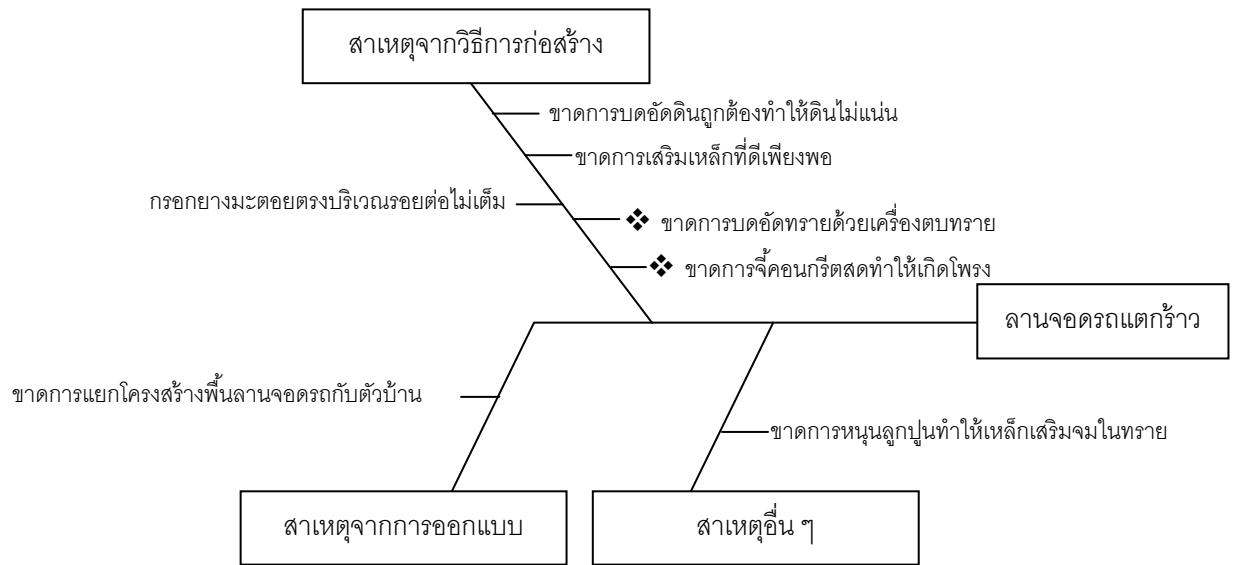 สาเหตุจากวิธีการก่อสร้าง
ขาดการบดอัดดินถูกต้องทำให้ดินไม่แน่น
ขาดการเสริมเหล็กที่ดีเพียงพอ
กรอกยางมะตอยตรงบริเวณรอยต่อไม่เต็ม
❖ ขาดการบดอัดทรายด้วยเครื่องตบทราย
❖ ขาดการจี้คอนกรีตสดทำให้เกิดโพรง
ลานจอดรถแตกร้าว
ขาดการแยกโครงสร้างพื้นลานจอดรถกับตัวบ้าน
ขาดการหนุนลูกปูนทำให้เหล็กเสริมจมในทราย
สาเหตุจากการออกแบบ
สาเหตุอื่น ๆ